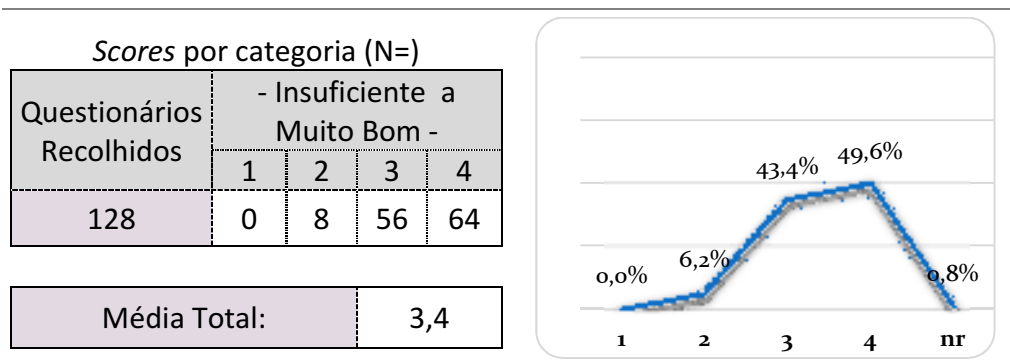 Scores por categoria (N=)
Questionários Recolhidos
- Insuficiente a
Muito Bom -
1 2 3 4
128 0 8 56 64
Média Total: 3,4
0,0% 6,2% 43,4% 49,6% 0,8%
1 2 3 4 nr